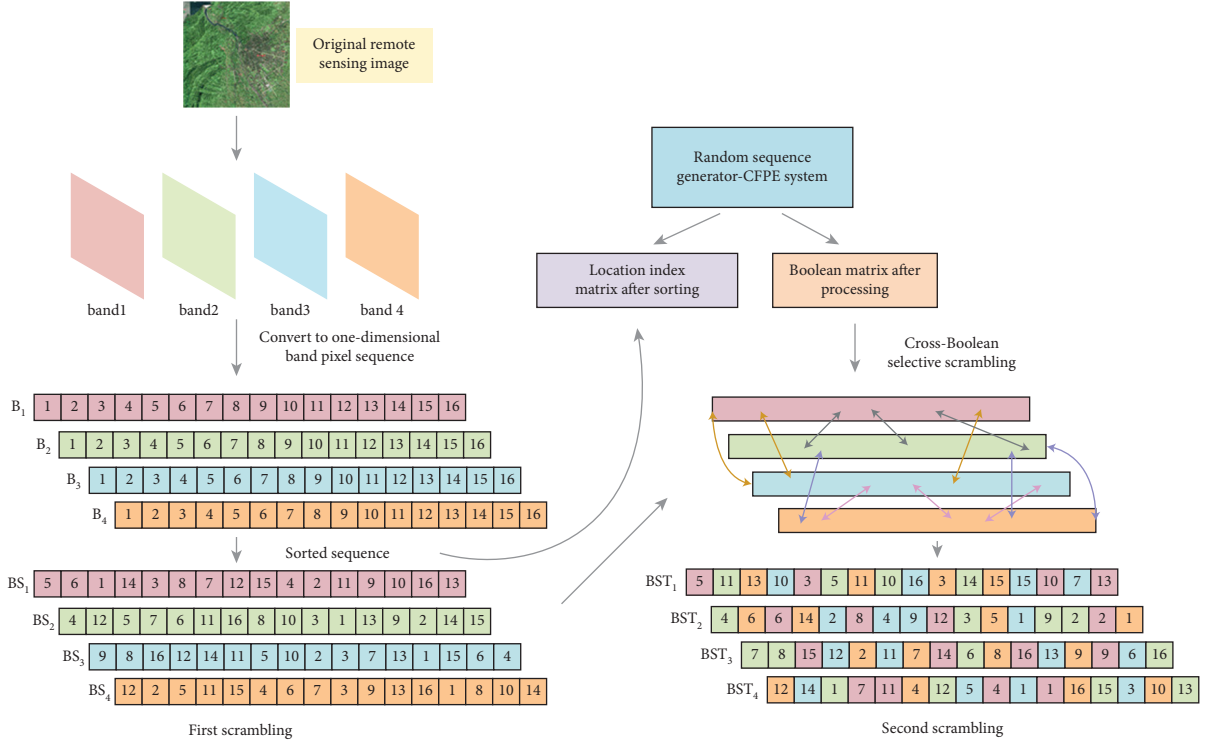 Original remote
sensing image
Random sequence
generator-CFPE system
Location index
matrix after sorting
Boolean matrix after
processing
band1 band2 band3 band 4
Convert to one-dimensional
band pixel sequence
Cross-Boolean
selective scrambling
B1 1 2 3 4 5 6 7 8 9 10 11 12 13 14 15 16
B2 1 2 3 4 5 6 7 8 9 10 11 12 13 14 15 16
B3 1 2 3 4 5 6 7 8 9 10 11 12 13 14 15 16
B4 1 2 3 4 5 6 7 8 9 10 11 12 13 14 15 16
Sorted sequence
BS1 5 6 1 14 3 8 7 12 15 4 2 11 9 10 16 13
BS2 4 12 5 7 6 11 16 8 10 3 1 13 9 2 14 15
BS3 9 8 16 12 14 11 5 10 2 3 7 13 1 15 6 4
BS4 12 2 5 11 15 4 6 7 3 9 13 16 1 8 10 14
First scrambling
BST1 5 11 13 10 3 5 11 10 16 3 14 15 15 10 7 13
BST2 4 6 6 14 2 8 4 9 12 3 5 1 9 2 2 1
BST3 7 8 15 12 2 11 7 14 6 8 16 13 9 9 6 16
BST4 12 14 1 7 11 4 12 5 4 1 1 16 15 3 10 13
Second scrambling